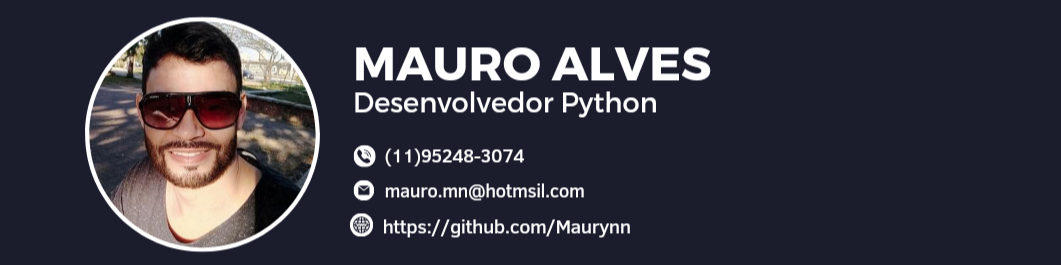 MAURO ALVES
Desenvolvedor Python
(11)95248-3074
mauro.mn@hotmsil.com
https://github.com/Maurynn